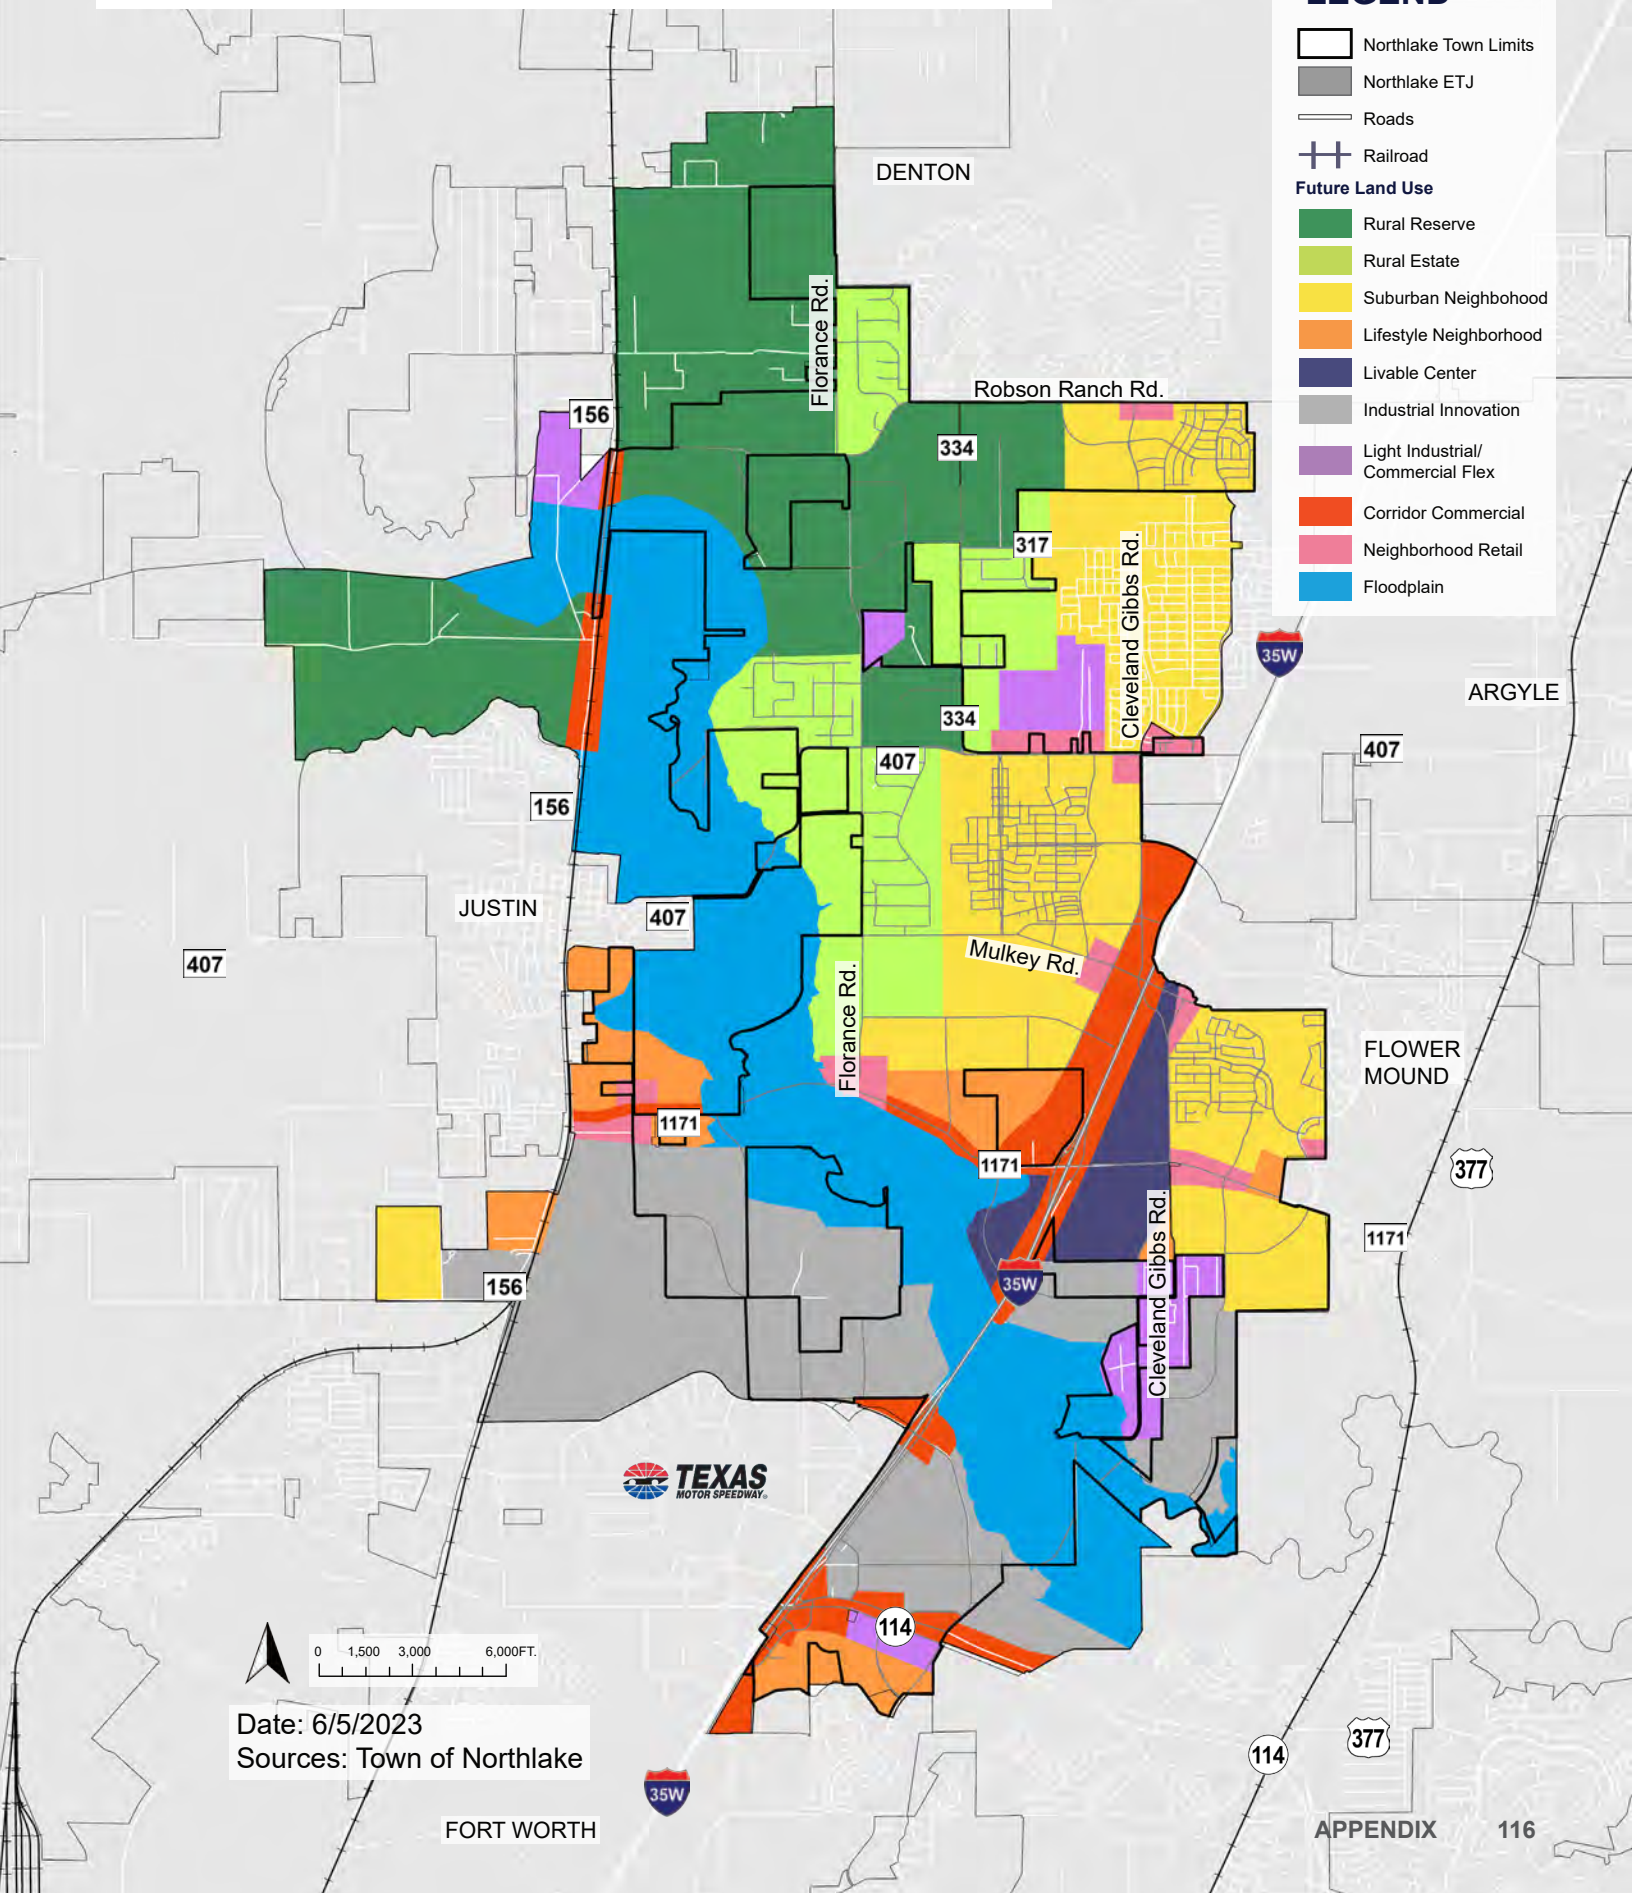 LEGEND
Northlake Town Limits
Northlake ETJ
Roads
Railroad
Future Land Use
Rural Reserve
Rural Estate
Suburban Neighbohood
Lifestyle Neighborhood
Livable Center
Industrial Innovation
Light Industrial/
Commercial Flex
Corridor Commercial
Neighborhood Retail
Floodplain
DENTON
Florance Rd.
Robson Ranch Rd.
156
334
317
Cleveland Gibbs Rd.
35W
ARGYLE
334
407
407
156
JUSTIN
407
407
Mulkey Rd.
Florance Rd.
FLOWER
MOUND
1171
1171
377
Cleveland Gibbs Rd.
1171
156
35W
TEXAS
MOTOR SPEEDWAY
114
0 1,500 3,000 6,000FT.
Date: 6/5/2023
Sources: Town of Northlake
377
114
35W
FORT WORTH
APPENDIX 116